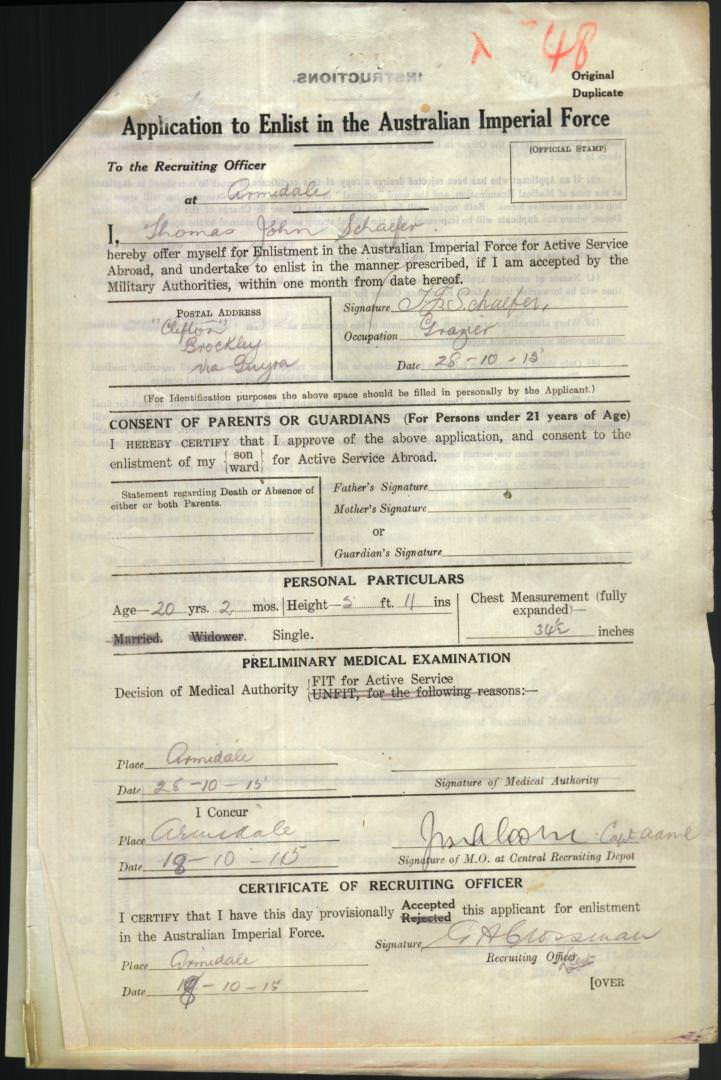 48
INSTRUCTIONS.
Original
Duplicate
Application to Enlist in the Australian Imperial Force
(OFFICIAL STAMP)
To the Recruiting Officer
at Armidale
I, Thomas John Schaefer.
hereby offer myself for Enlistment in the Australian Imperial Force for Active Service
Abroad, and undertake to enlist in the manner prescribed, if I am accepted by the
Military Authorities, within one month from date hereof.
POSTAL ADDRESS
"Clifton"
Brockley
via Guyra
Signature Schaefer,
Occupation Grazier
Date 28-10-15
(For Identification purposes the above space should be filled in personally by the Applicant.)
CONSENT OF PARENTS OR GUARDIANS (For Persons under 21 years of Age)
I HEREBY CERTIFY that I approve of the above application, and consent to the
enlistment of my { son ward } for Active Service Abroad.
Statement regarding Death or Absence of
either or both Parents.
Father's Signature
Mother's Signature
or
Guardian's Signature
PERSONAL PARTICULARS
Age—20 yrs. 2 mos. Height—5 ft. 11 ins
Chest Measurement (fully
expanded)—
34½ inches
Married. Widower. Single.
PRELIMINARY MEDICAL EXAMINATION
Decision of Medical Authority { FIT for Active Service
UNFIT, for the following reasons:—
Place Armidale
Date 28-10-15
Signature of Medical Authority
I Concur
Place Armidale
Date 18-10-15
Capt AAMC
Signature of M.O. at Central Recruiting Depot
CERTIFICATE OF RECRUITING OFFICER
I CERTIFY that I have this day provisionally Accepted Rejected this applicant for enlistment
in the Australian Imperial Force.
Signature G A Crossman
Recruiting Officer
Place Armidale
Date 18-10-15
[OVER